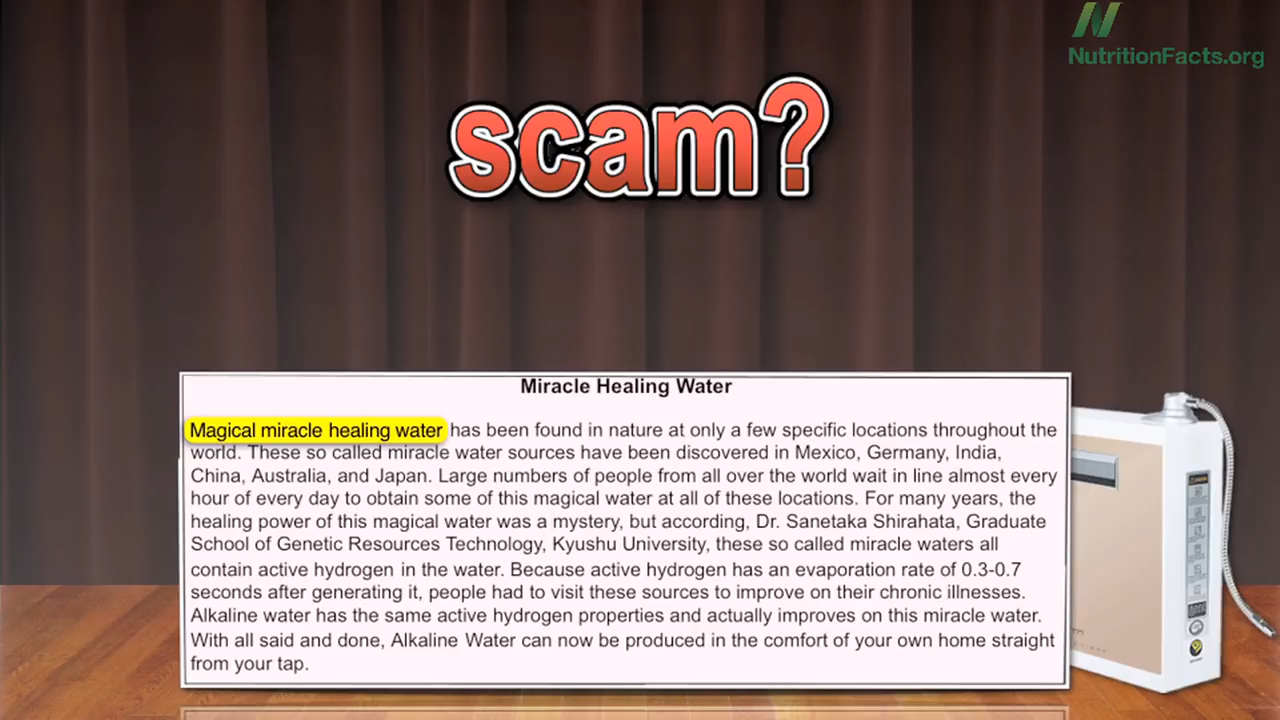 NutritionFacts.org
scam?
Miracle Healing Water
Magical miracle healing water has been found in nature at only a few specific locations throughout the
world. These so called miracle water sources have been discovered in Mexico, Germany, India,
China, Australia, and Japan. Large numbers of people from all over the world wait in line almost every
hour of every day to obtain some of this magical water at all of these locations. For many years, the
healing power of this magical water was a mystery, but according, Dr. Sanetaka Shirahata, Graduate
School of Genetic Resources Technology, Kyushu University, these so called miracle waters all
contain active hydrogen in the water. Because active hydrogen has an evaporation rate of 0.3-0.7
seconds after generating it, people had to visit these sources to improve on their chronic illnesses.
Alkaline water has the same active hydrogen properties and actually improves on this miracle water.
With all said and done, Alkaline Water can now be produced in the comfort of your own home straight
from your tap.